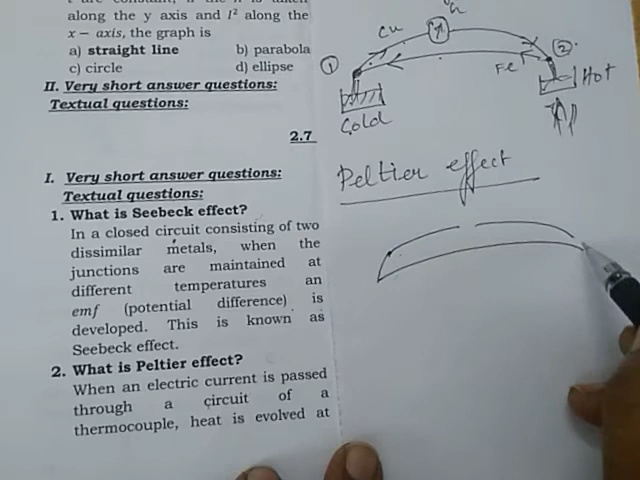 along the y axis and l² along the
x – axis, the graph is
a) straight line b) parabola
c) circle d) ellipse
II. Very short answer questions:
Textual questions:
2.7
I. Very short answer questions:
Textual questions:
1. What is Seebeck effect?
In a closed circuit consisting of two
dissimilar metals, when the
junctions are maintained at
different temperatures an
emf (potential difference) is
developed. This is known as
Seebeck effect.
2. What is Peltier effect?
When an electric current is passed
through a circuit of a
thermocouple, heat is evolved at
Cu
1
2
Fe
Hot
Cold
Peltier effect